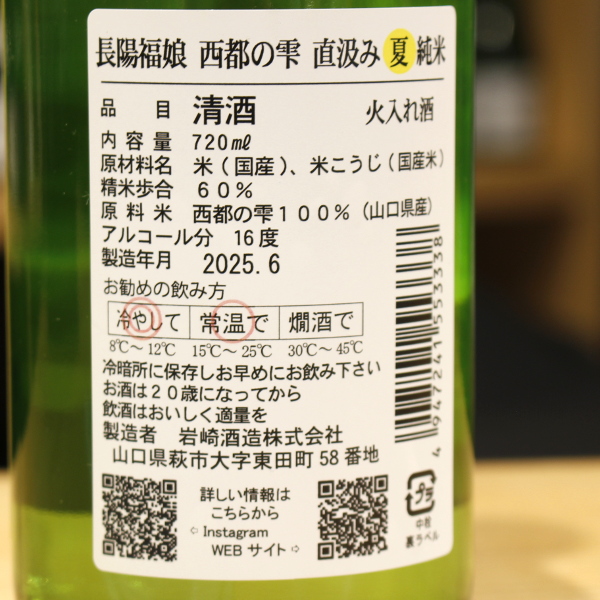 長陽福娘 西都の雫 直汲み 夏 純米
品 目 清酒 火入れ酒
内容量 720㎖
原材料名 米(国産)、米こうじ(国産米)
精米歩合 60%
原料米 西都の雫100%(山口県産)
アルコール分 16度
製造年月 2025.6
お勧めの飲み方
冷やして 常温で 燗酒で
8℃～12℃ 15℃～25℃ 30℃～45℃
冷暗所に保存しお早めにお飲み下さい
お酒は20歳になってから
飲酒はおいしく適量を
製造者 岩崎酒造株式会社
山口県萩市大字東田町58番地
4947241553338
詳しい情報は
こちらから
⇦ Instagram
WEB サイト ⇨
プラ
中栓
裏ラベル